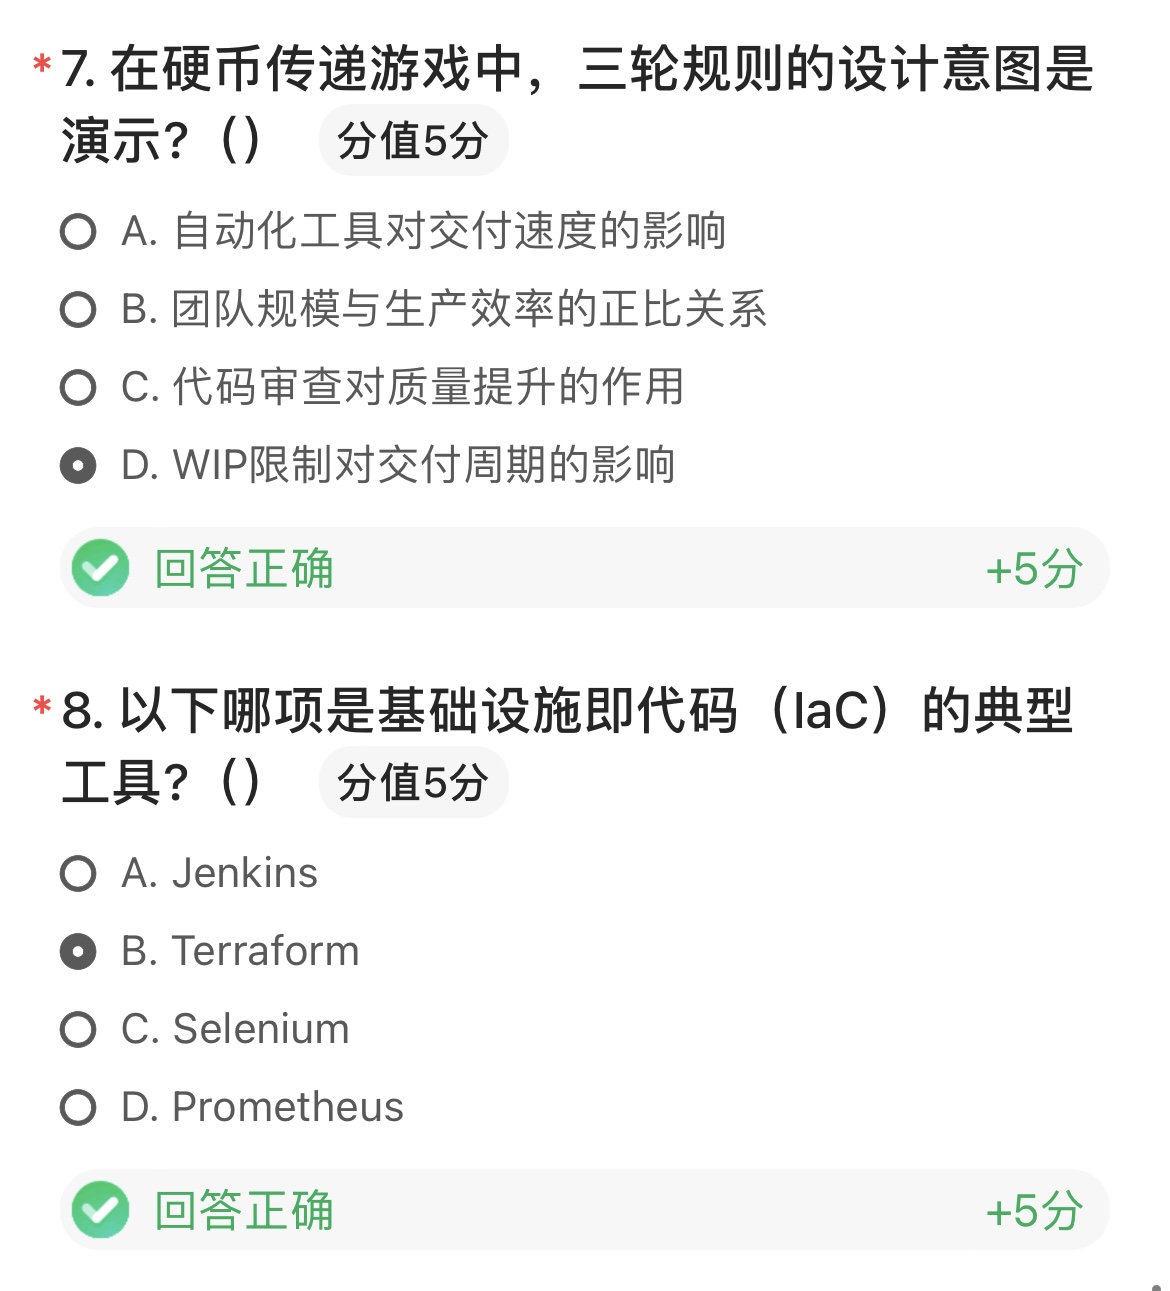 *7. 在硬币传递游戏中，三轮规则的设计意图是
演示?（） 分值5分
A. 自动化工具对交付速度的影响
B. 团队规模与生产效率的正比关系
C. 代码审查对质量提升的作用
D. WIP限制对交付周期的影响
回答正确 +5分
*8. 以下哪项是基础设施即代码（IaC）的典型
工具?（） 分值5分
A. Jenkins
B. Terraform
C. Selenium
D. Prometheus
回答正确 +5分